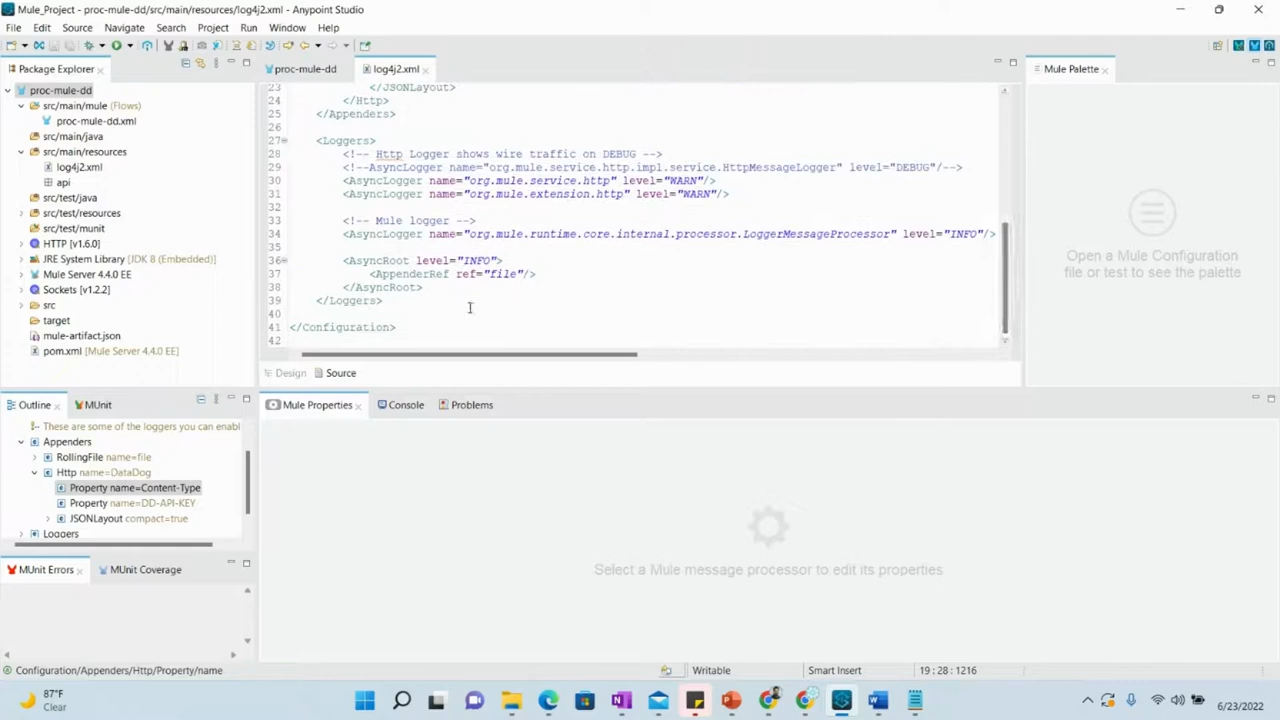 Mule_Project - proc-mule-dd/src/main/resources/log4j2.xml - Anypoint Studio
File Edit Source Navigate Search Project Run Window Help
Package Explorer
proc-mule-dd
src/main/mule (Flows)
proc-mule-dd.xml
src/main/java
src/main/resources
log4j2.xml
api
src/test/java
src/test/resources
src/test/munit
HTTP [v1.6.0]
JRE System Library [JDK 8 (Embedded)]
Mule Server 4.4.0 EE
Sockets [v1.2.2]
src
target
mule-artifact.json
pom.xml [Mule Server 4.4.0 EE]
proc-mule-dd log4j2.xml
23 </JSONLayout>
24 </Http>
25 </Appenders>
26
27 <Loggers>
28 <!-- Http Logger shows wire traffic on DEBUG -->
29 <!--AsyncLogger name="org.mule.service.http.impl.service.HttpMessageLogger" level="DEBUG"/-->
30 <AsyncLogger name="org.mule.service.http" level="WARN"/>
31 <AsyncLogger name="org.mule.extension.http" level="WARN"/>
32
33 <!-- Mule logger -->
34 <AsyncLogger name="org.mule.runtime.core.internal.processor.LoggerMessageProcessor" level="INFO"/>
35
36 <AsyncRoot level="INFO">
37 <AppenderRef ref="file"/>
38 </AsyncRoot>
39 </Loggers>
40
41 </Configuration>
42
Design Source
Mule Palette
Open a Mule Configuration
file or test to see the palette
Outline MUnit
These are some of the loggers you can enabl
Appenders
RollingFile name=file
Http name=DataDog
Property name=Content-Type
Property name=DD-API-KEY
JSONLayout compact=true
Loggers
MUnit Errors MUnit Coverage
Mule Properties Console Problems
Select a Mule message processor to edit its properties
Configuration/Appenders/Http/Property/name
Writable Smart Insert 19 : 28 : 1216
87°F
Clear
6/23/2022